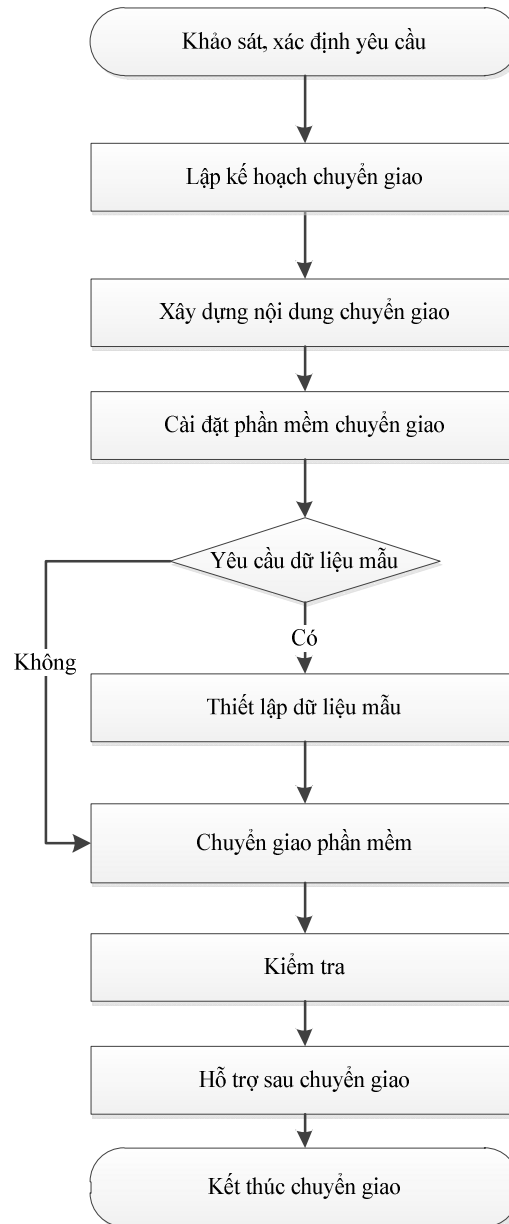 Khảo sát, xác định yêu cầu
Lập kế hoạch chuyển giao
Xây dựng nội dung chuyển giao
Cài đặt phần mềm chuyển giao
Yêu cầu dữ liệu mẫu
Có
Không
Thiết lập dữ liệu mẫu
Chuyển giao phần mềm
Kiểm tra
Hỗ trợ sau chuyển giao
Kết thúc chuyển giao